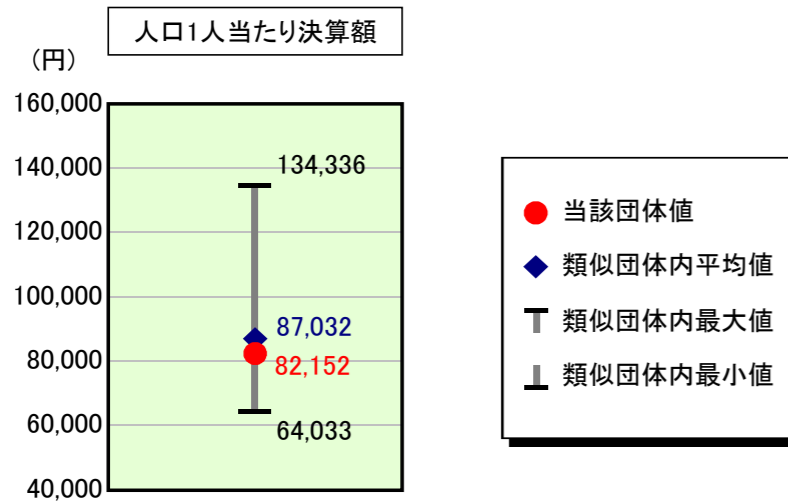 人口1人当たり決算額
(円)
160,000
140,000
120,000
100,000
80,000
60,000
40,000
134,336
87,032
82,152
64,033
当該団体値
類似団体内平均値
類似団体内最大値
類似団体内最小値